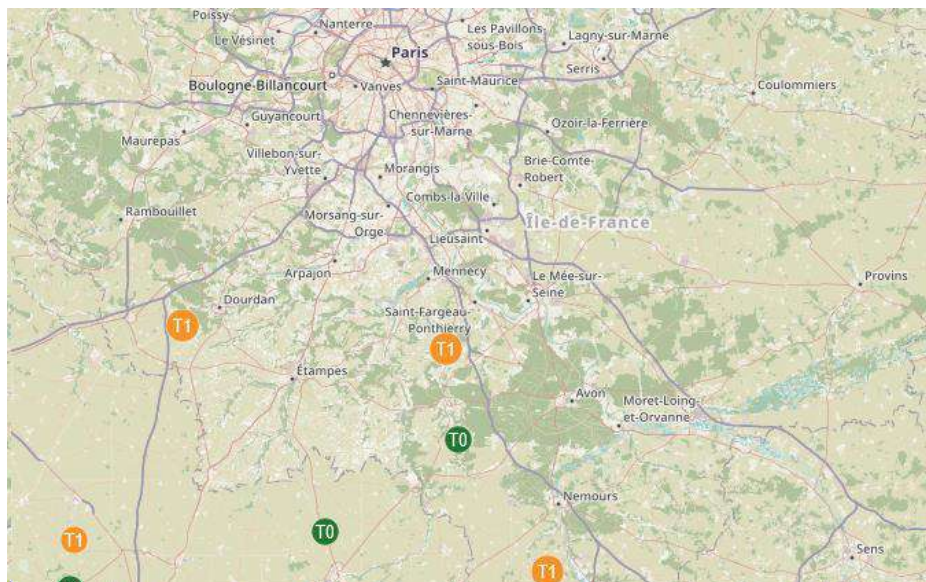 Poissy
Nanterre
Les Pavillons-
sous-Bois
Lagny-sur-Marne
Le Vésinet
Paris
Serris
Boulogne-Billancourt
Vanves
Saint-Maurice
Coulommiers
Guyancourt
Chennevières-
sur-Marne
Ozoir-la-Ferrière
Maurepas
Villebon-sur-
Yvette
Morangis
Brie-Comte-
Robert
Combs-la-Ville
Rambouillet
Morsang-sur-
Orge
Île-de-France
Lieusaint
Arpajon
Mennecy
Le Mée-sur-
Seine
Provins
Dourdan
Saint-Fargeau-
Ponthierry
T1
T1
Étampes
Avon
Moret-Loing-
et-Orvanne
T0
Nemours
T0
T1
Sens
T1